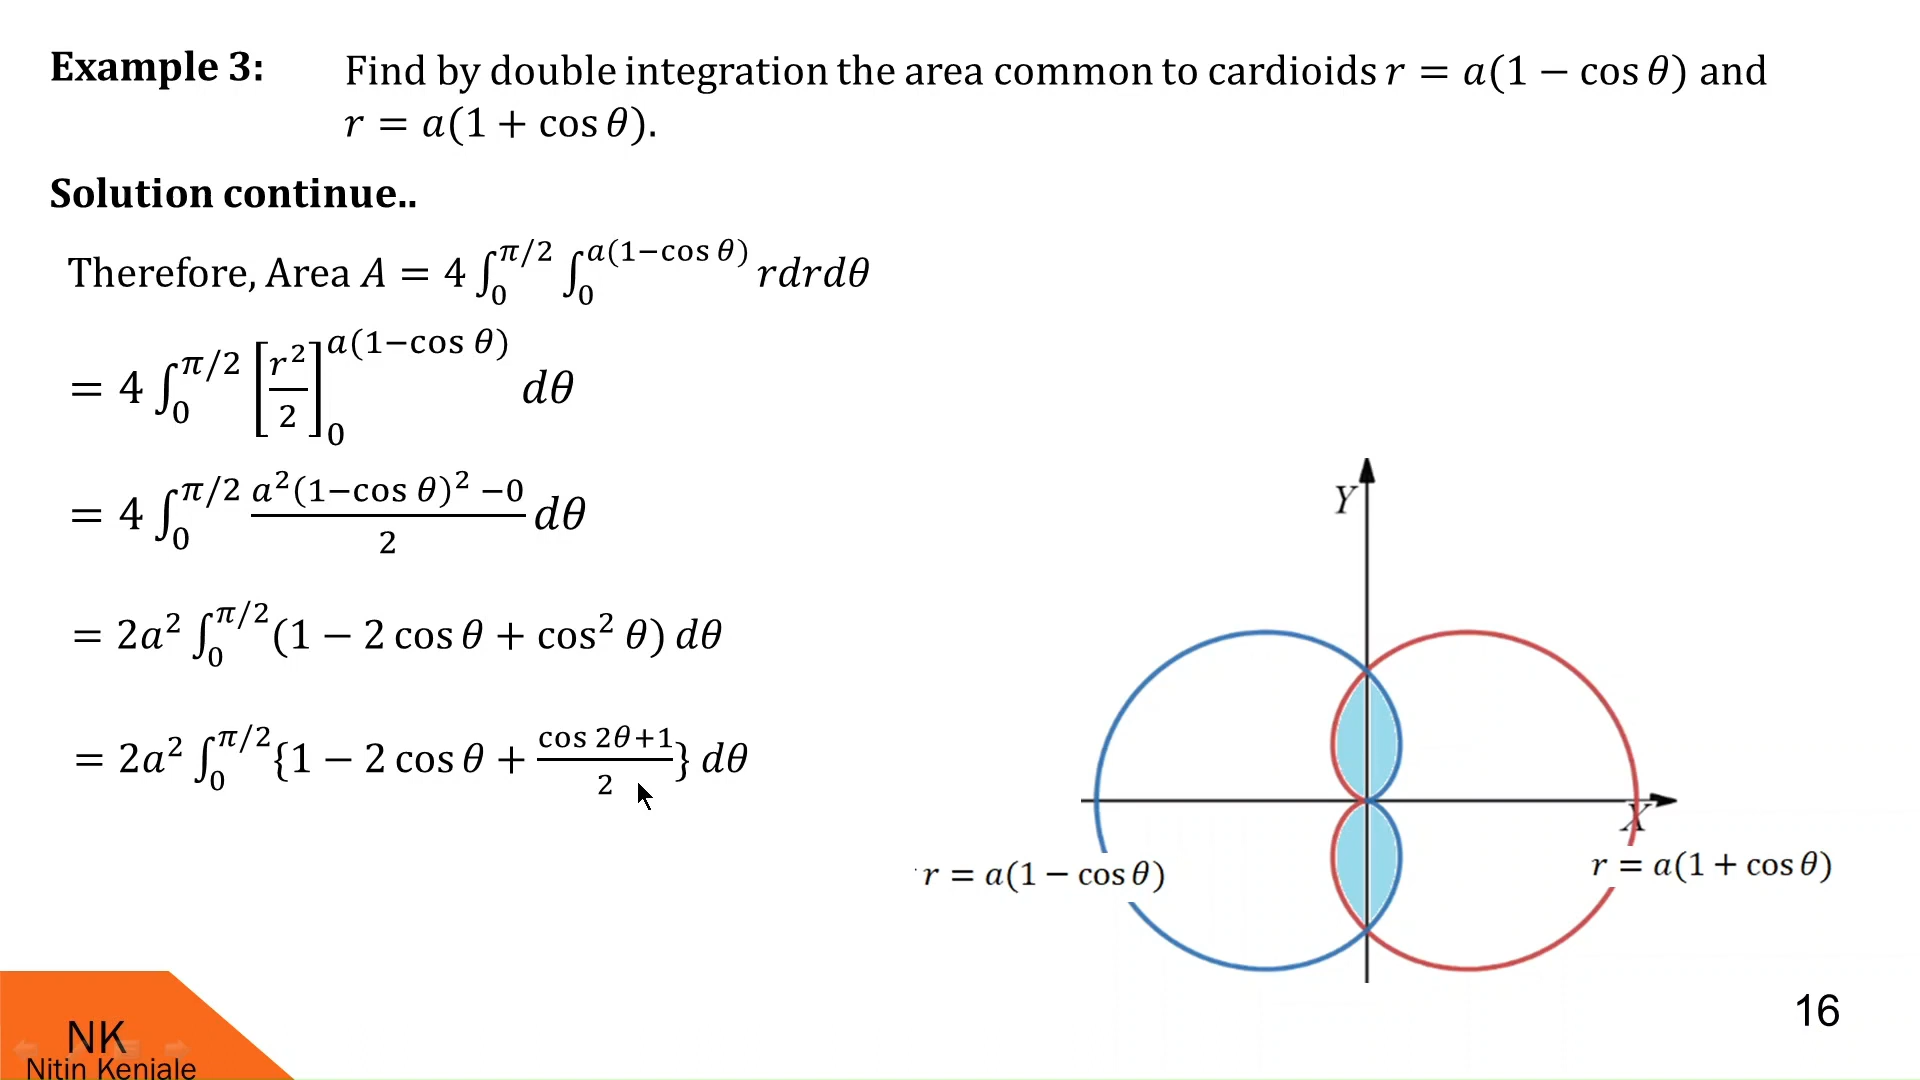 Example 3: Find by double integration the area common to cardioids r = a(1 − cos θ) and
r = a(1 + cos θ).
Solution continue..
Therefore, Area A = 4 ∫₀^{π/2} ∫₀^{a(1−cos θ)} rdrdθ
= 4 ∫₀^{π/2} [r²/2]₀^{a(1−cos θ)} dθ
= 4 ∫₀^{π/2} (a²(1−cos θ)² −0)/2 dθ
= 2a² ∫₀^{π/2} (1 − 2 cos θ + cos² θ) dθ
= 2a² ∫₀^{π/2} {1 − 2 cos θ + (cos 2θ+1)/2} dθ
Y
X
r = a(1 − cos θ)
r = a(1 + cos θ)
NK
Nitin Keniale
16